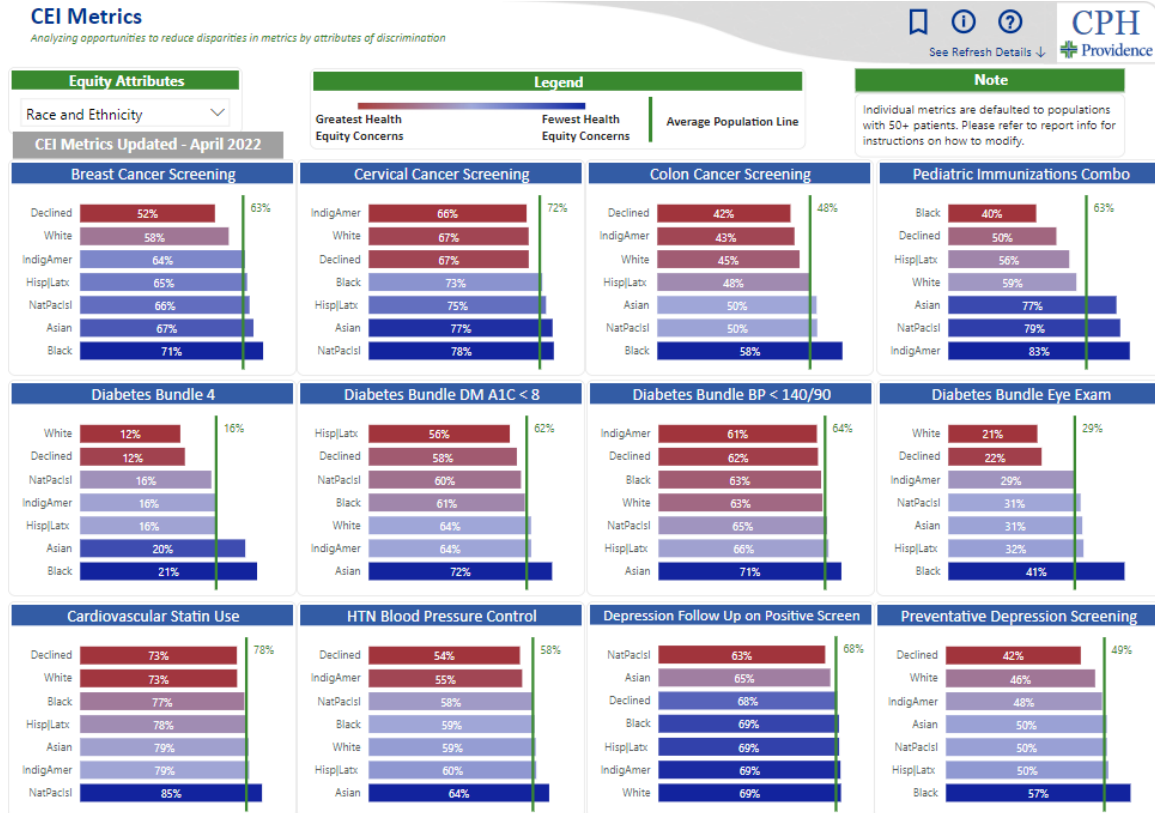 CEI Metrics
Analyzing opportunities to reduce disparities in metrics by attributes of discrimination
See Refresh Details ↓
CPH
Providence
Equity Attributes
Race and Ethnicity
CEI Metrics Updated - April 2022
Legend
Greatest Health
Equity Concerns
Fewest Health
Equity Concerns
Average Population Line
Note
Individual metrics are defaulted to populations
with 50+ patients. Please refer to report info for
instructions on how to modify.
Breast Cancer Screening
63%
Declined 52%
White 58%
IndigAmer 64%
Hisp|Latx 65%
NatPacIsl 66%
Asian 67%
Black 71%
Cervical Cancer Screening
72%
IndigAmer 66%
White 67%
Declined 67%
Black 73%
Hisp|Latx 75%
Asian 77%
NatPacIsl 78%
Colon Cancer Screening
48%
Declined 42%
IndigAmer 43%
White 45%
Hisp|Latx 48%
Asian 50%
NatPacIsl 50%
Black 58%
Pediatric Immunizations Combo
63%
Black 40%
Declined 50%
Hisp|Latx 56%
White 59%
Asian 77%
NatPacIsl 79%
IndigAmer 83%
Diabetes Bundle 4
16%
White 12%
Declined 12%
NatPacIsl 16%
IndigAmer 16%
Hisp|Latx 16%
Asian 20%
Black 21%
Diabetes Bundle DM A1C < 8
62%
Hisp|Latx 56%
Declined 58%
NatPacIsl 60%
Black 61%
White 64%
IndigAmer 64%
Asian 72%
Diabetes Bundle BP < 140/90
64%
IndigAmer 61%
Declined 62%
Black 63%
White 63%
NatPacIsl 65%
Hisp|Latx 66%
Asian 71%
Diabetes Bundle Eye Exam
29%
White 21%
Declined 22%
IndigAmer 29%
NatPacIsl 31%
Asian 31%
Hisp|Latx 32%
Black 41%
Cardiovascular Statin Use
78%
Declined 73%
White 73%
Black 77%
Hisp|Latx 78%
Asian 79%
IndigAmer 79%
NatPacIsl 85%
HTN Blood Pressure Control
58%
Declined 54%
IndigAmer 55%
NatPacIsl 58%
Black 59%
White 59%
Hisp|Latx 60%
Asian 64%
Depression Follow Up on Positive Screen
68%
NatPacIsl 63%
Asian 65%
Declined 68%
Black 69%
Hisp|Latx 69%
IndigAmer 69%
White 69%
Preventative Depression Screening
49%
Declined 42%
White 46%
IndigAmer 48%
Asian 50%
NatPacIsl 50%
Hisp|Latx 50%
Black 57%